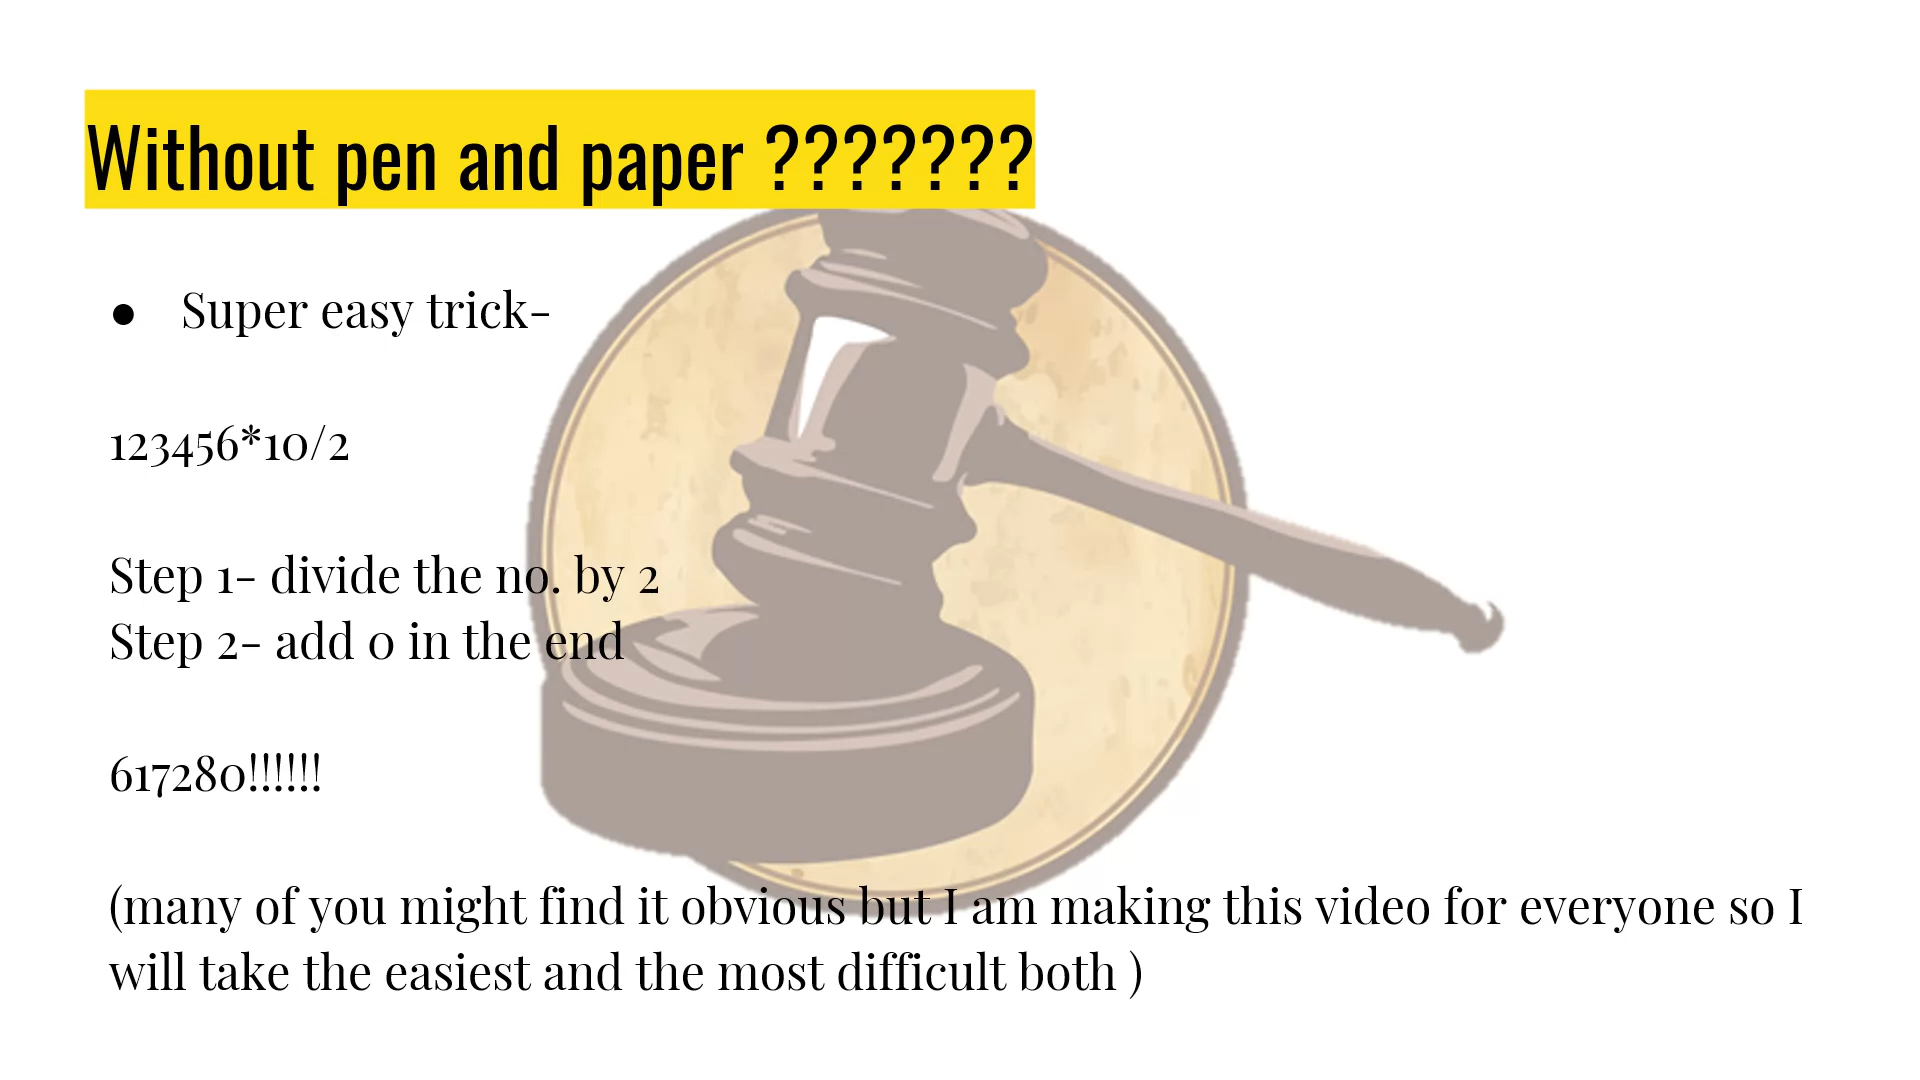 Without pen and paper ???????
● Super easy trick-
123456*10/2
Step 1- divide the no. by 2
Step 2- add 0 in the end
617280!!!!!!
(many of you might find it obvious but I am making this video for everyone so I
will take the easiest and the most difficult both )